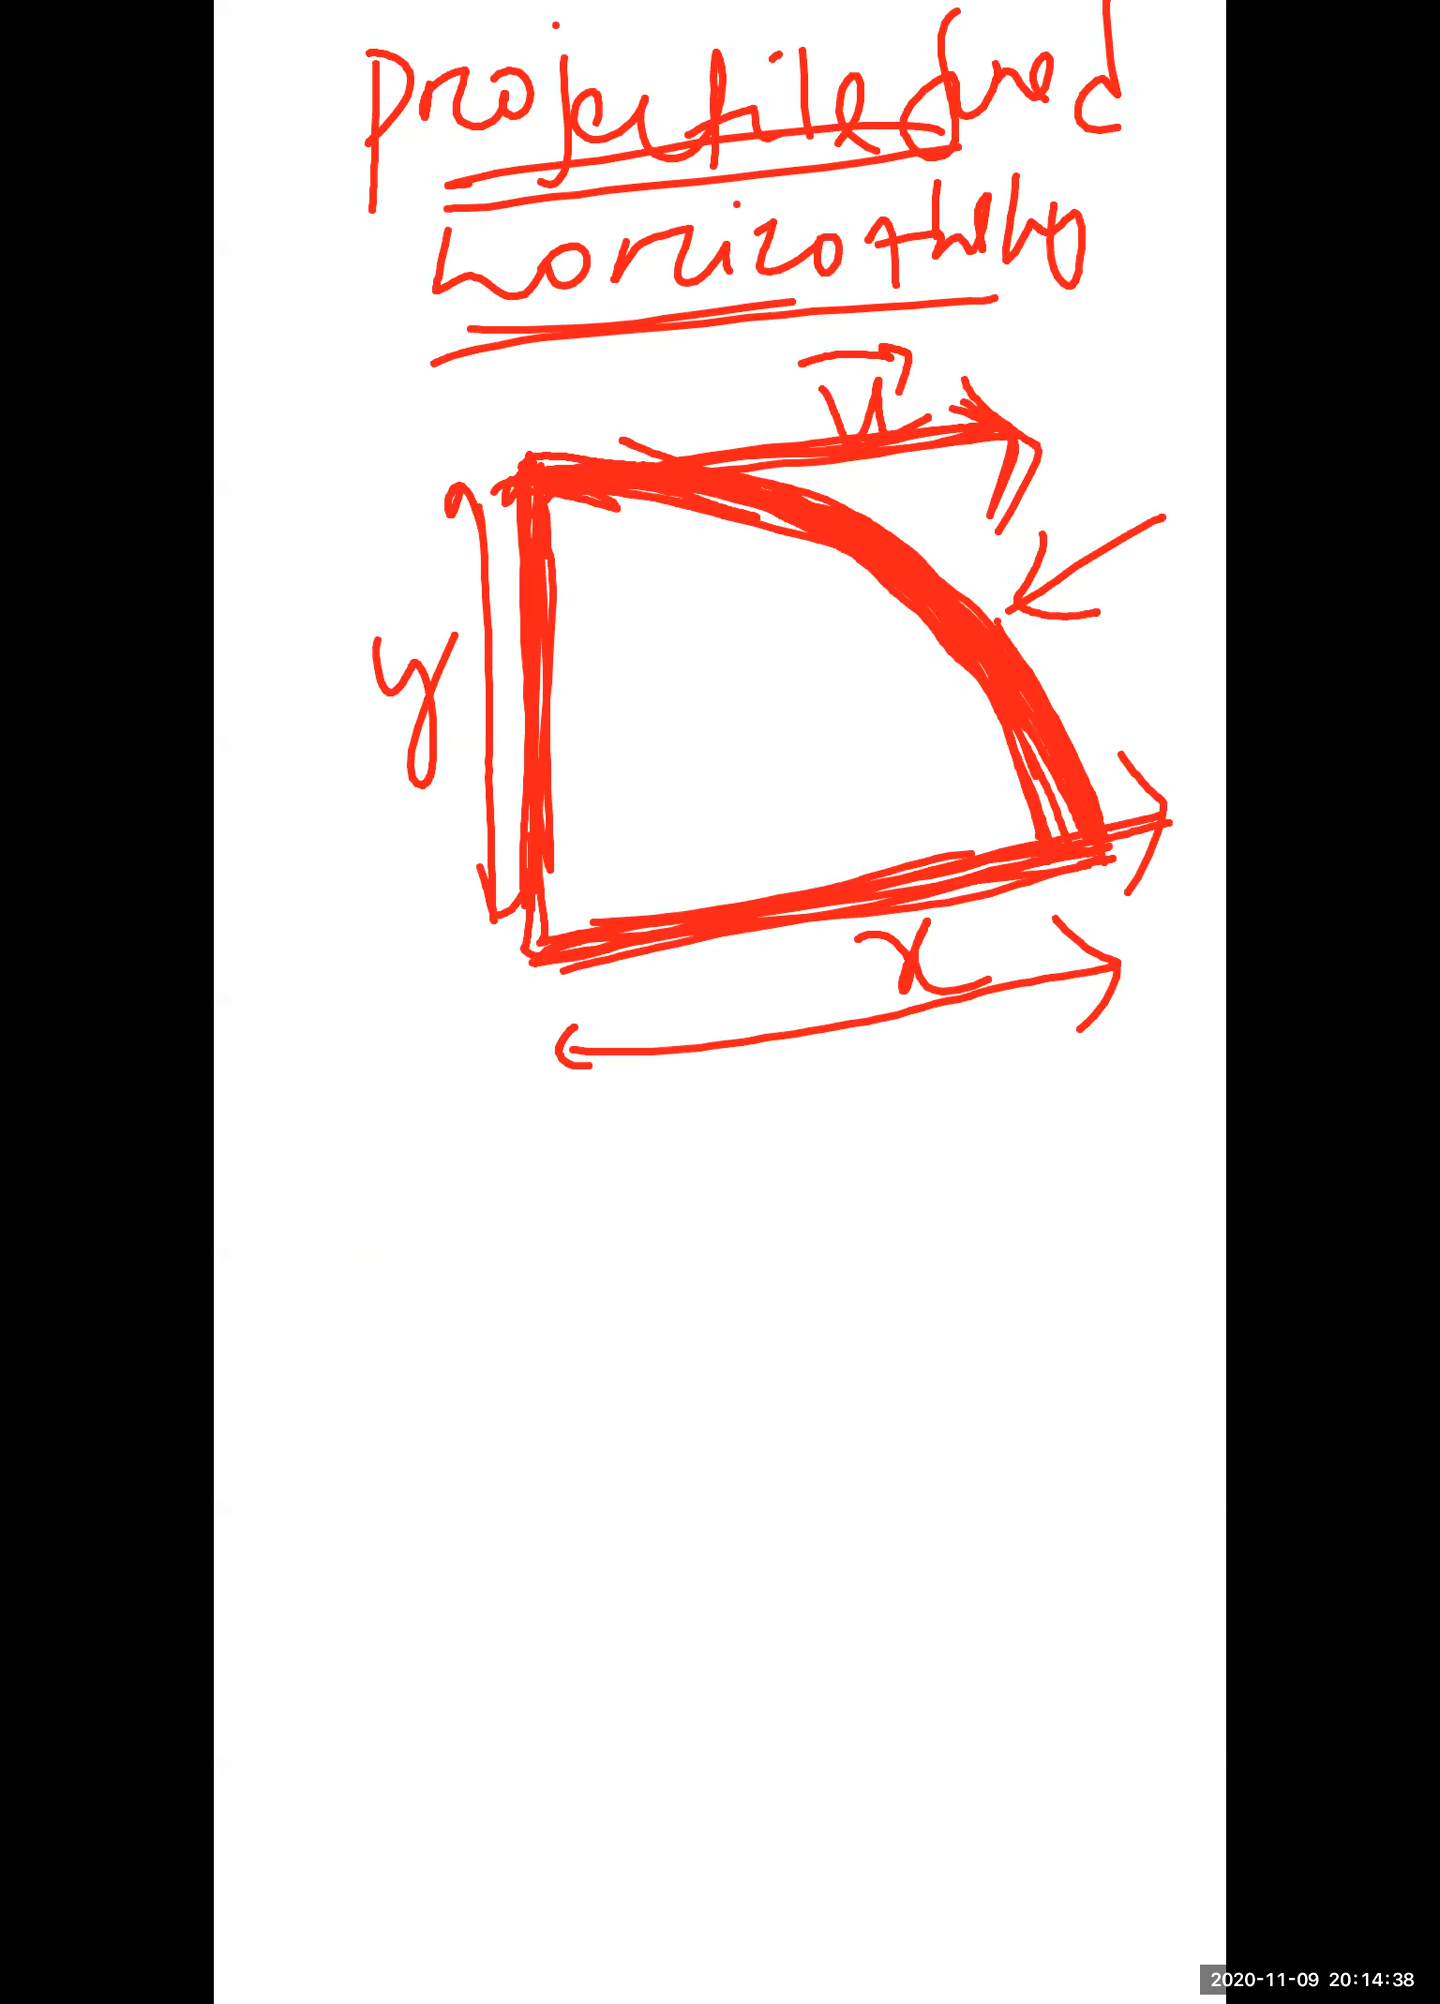 projectile fired
horizontally
u
y
x
2020-11-09 20:14:38